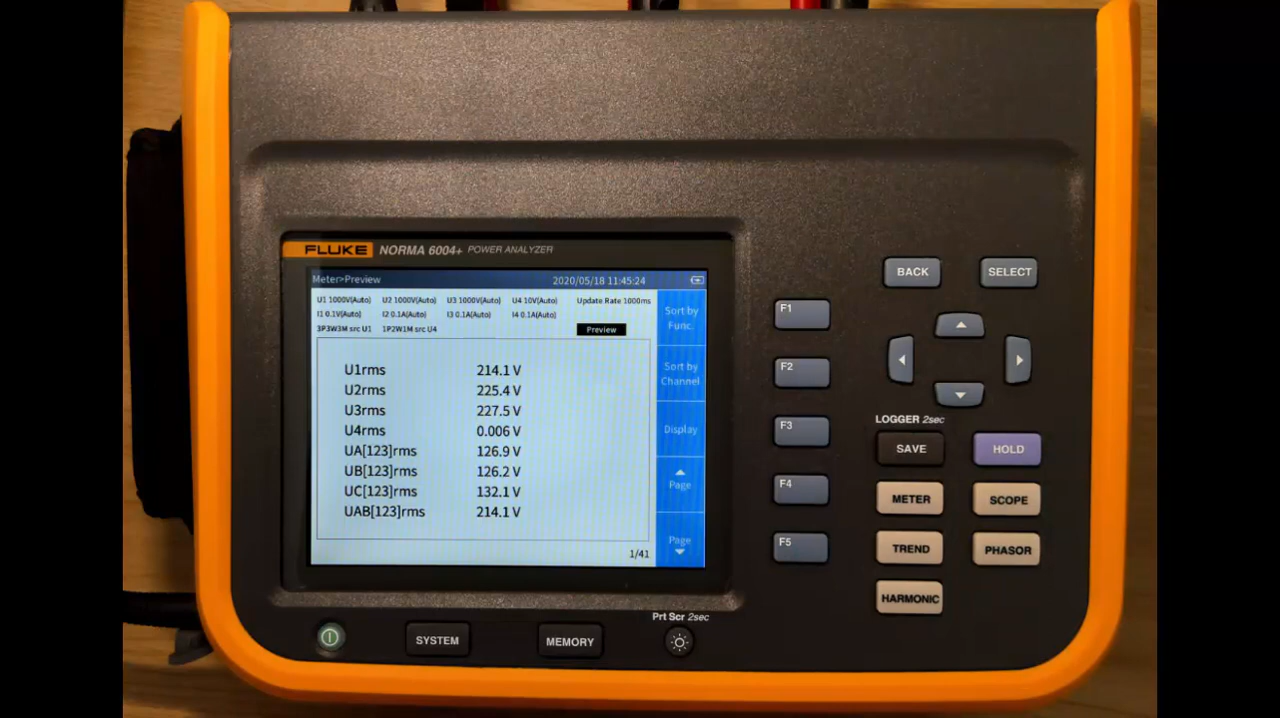 FLUKE NORMA 6004+ POWER ANALYZER
Meter>Preview 2020/05/18 11:45:24
U1 1000V(Auto) U2 1000V(Auto) U3 1000V(Auto) U4 10V(Auto) Update Rate 1000ms
I1 0.1V(Auto) I2 0.1A(Auto) I3 0.1A(Auto) I4 0.1A(Auto)
3P3W3M src U1 1P2W1M src U4 Preview
U1rms 214.1 V
U2rms 225.4 V
U3rms 227.5 V
U4rms 0.006 V
UA[123]rms 126.9 V
UB[123]rms 126.2 V
UC[123]rms 132.1 V
UAB[123]rms 214.1 V
1/41
Sort by
Func.
Sort by
Channel
Display
Page
Page
F1
F2
F3
F4
F5
BACK SELECT
LOGGER 2sec
SAVE HOLD
METER SCOPE
TREND PHASOR
HARMONIC
Prt Scr 2sec
SYSTEM MEMORY